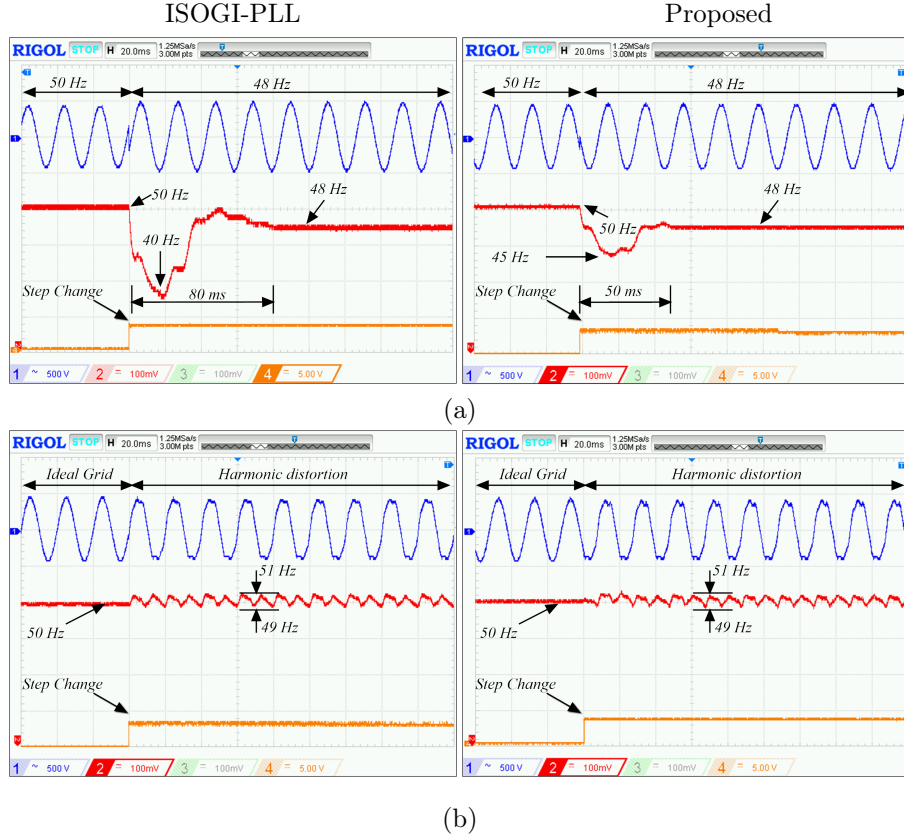 ISOGI-PLL
Proposed
RIGOL STOP H 20.0ms 1.25MSa/s 3.00M pts
50 Hz
48 Hz
50 Hz
48 Hz
40 Hz
80 ms
Step Change
1 ~ 500 V 2 = 100mV 3 = 100mV 4 = 5.00 V
RIGOL STOP H 20.0ms 1.25MSa/s 3.00M pts
50 Hz
48 Hz
48 Hz
50 Hz
45 Hz
50 ms
Step Change
1 ~ 500 V 2 = 100mV 3 = 100mV 4 = 5.00 V
(a)
RIGOL STOP H 20.0ms 1.25MSa/s 3.00M pts
Ideal Grid
Harmonic distortion
51 Hz
50 Hz
49 Hz
Step Change
1 ~ 500 V 2 = 100mV 3 = 100mV 4 = 5.00 V
RIGOL STOP H 20.0ms 1.25MSa/s 3.00M pts
Ideal Grid
Harmonic distortion
51 Hz
50 Hz
49 Hz
Step Change
1 ~ 500 V 2 = 100mV 3 = 100mV 4 = 5.00 V
(b)